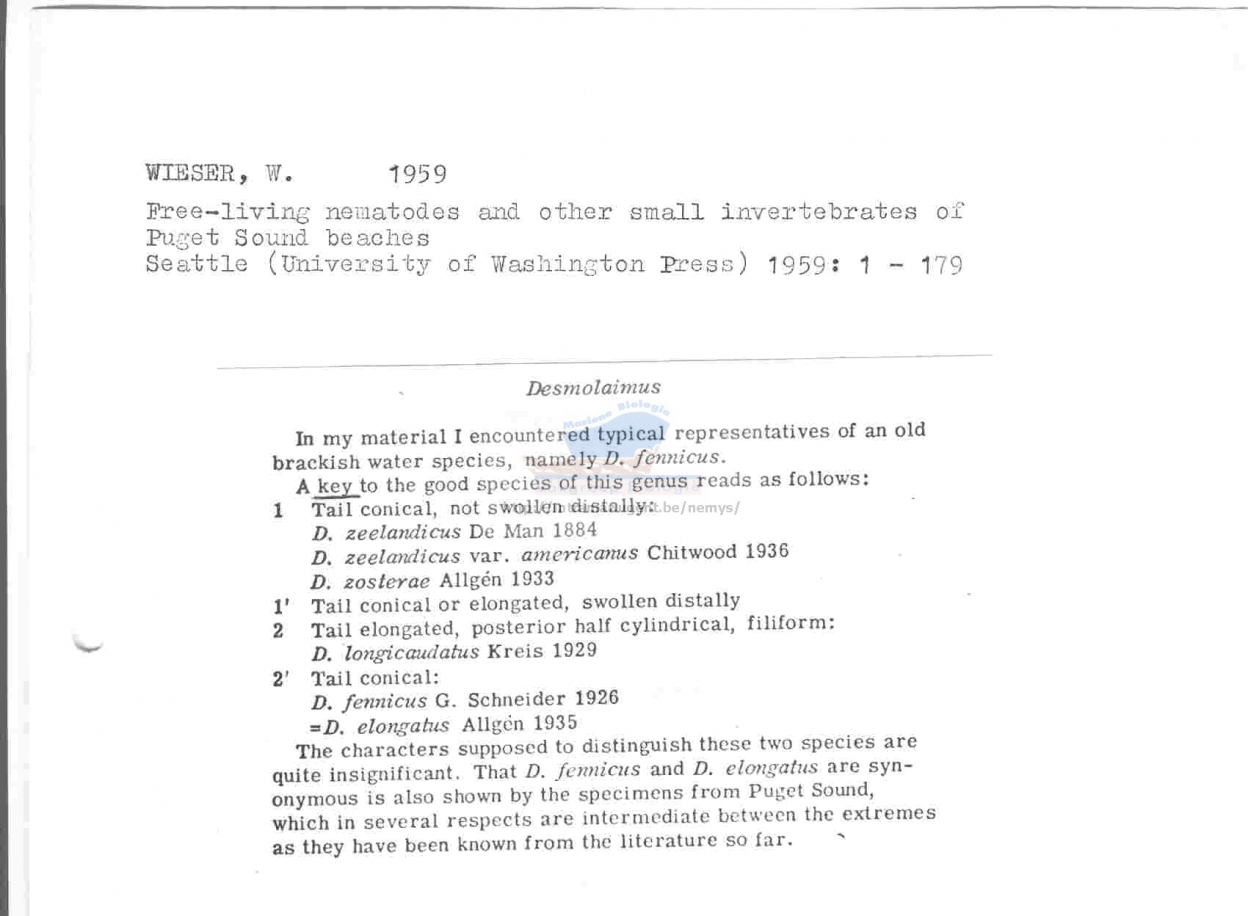 WIESER, W. 1959
Free-living nematodes and other small invertebrates of
Puget Sound beaches
Seattle (University of Washington Press) 1959: 1 - 179
Desmolaimus
Mariene Biologie
In my material I encountered typical representatives of an old
brackish water species, namely D. fennicus.
A key to the good species of this genus reads as follows:
1 Tail conical, not swollen distally:
.be/nemys/
D. zeelandicus De Man 1884
D. zeelandicus var. americanus Chitwood 1936
D. zosterae Allgén 1933
1' Tail conical or elongated, swollen distally
2 Tail elongated, posterior half cylindrical, filiform:
D. longicaudatus Kreis 1929
2' Tail conical:
D. fennicus G. Schneider 1926
=D. elongatus Allgén 1935
The characters supposed to distinguish these two species are
quite insignificant. That D. fennicus and D. elongatus are syn-
onymous is also shown by the specimens from Puget Sound,
which in several respects are intermediate between the extremes
as they have been known from the literature so far.